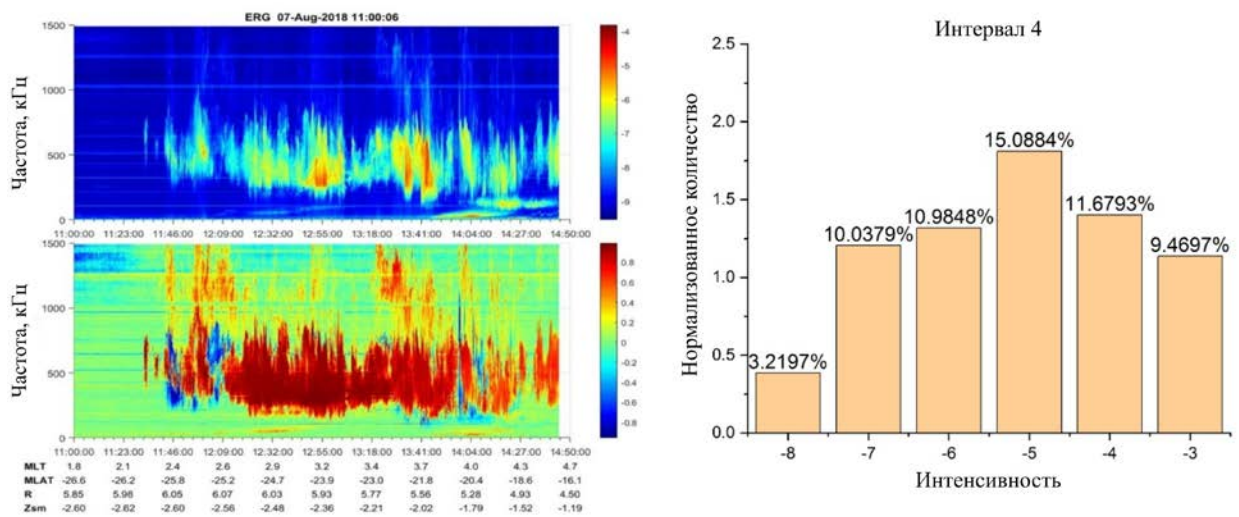 ERG 07-Aug-2018 11:00:06
Частота, кГц
1500
1000
500
0
-4
-5
-6
-7
-8
-9
11:00:00 11:23:00 11:46:00 12:09:00 12:32:00 12:55:00 13:18:00 13:41:00 14:04:00 14:27:00 14:50:00
Частота, кГц
1500
1000
500
0
0.8
0.6
0.4
0.2
0
-0.2
-0.4
-0.6
-0.8
11:00:00 11:23:00 11:46:00 12:09:00 12:32:00 12:55:00 13:18:00 13:41:00 14:04:00 14:27:00 14:50:00
MLT 1.8 2.1 2.4 2.6 2.9 3.2 3.4 3.7 4.0 4.3 4.7
MLAT -26.6 -26.2 -25.8 -25.2 -24.7 -23.9 -23.0 -21.8 -20.4 -18.6 -16.1
R 5.85 5.98 6.05 6.07 6.03 5.93 5.77 5.56 5.28 4.93 4.50
Zsm -2.60 -2.62 -2.60 -2.56 -2.48 -2.36 -2.21 -2.02 -1.79 -1.52 -1.19
Интервал 4
Нормализованное количество
2.5
2.0
1.5
1.0
0.5
0.0
3.2197%
10.0379%
10.9848%
15.0884%
11.6793%
9.4697%
-8 -7 -6 -5 -4 -3
Интенсивность